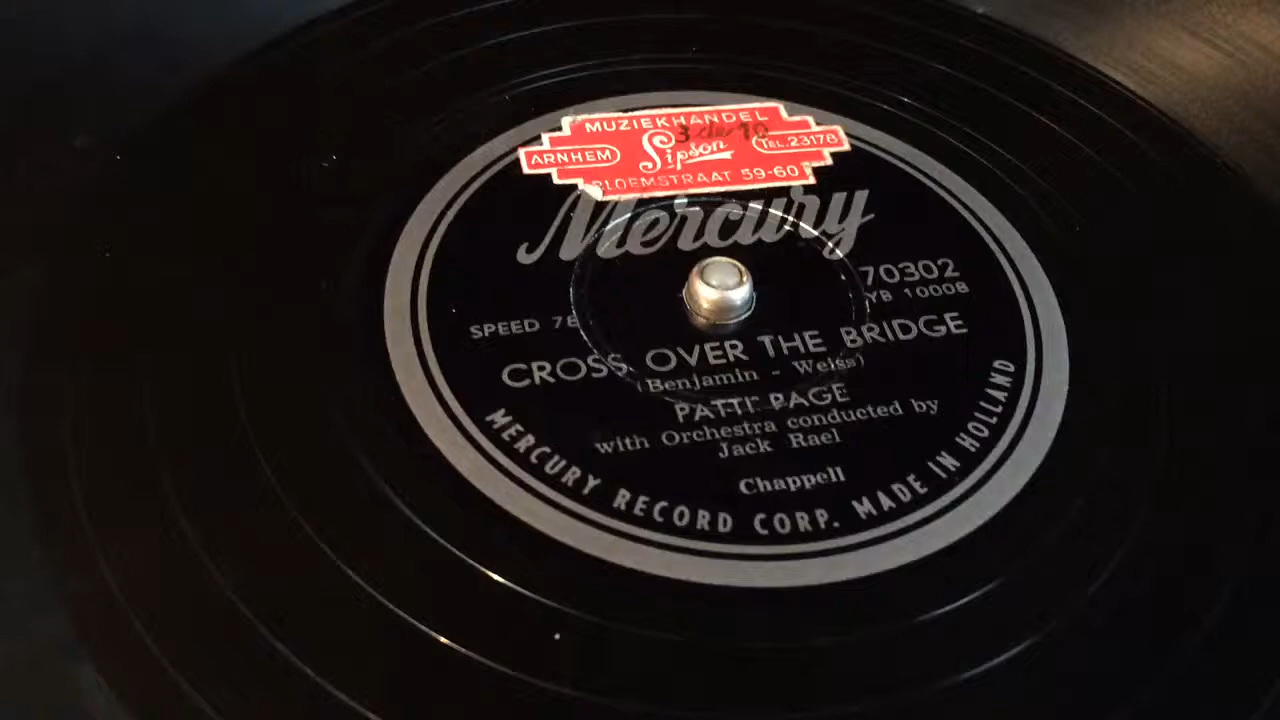 MUZIEKHANDEL
ARNHEM Sipson TEL.23178
BLOEMSTRAAT 59-60
Mercury
70302
YB 10008
SPEED 78
CROSS OVER THE BRIDGE
(Benjamin - Weiss)
PATTI PAGE
with Orchestra conducted by
Jack Rael
Chappell
MERCURY RECORD CORP. MADE IN HOLLAND